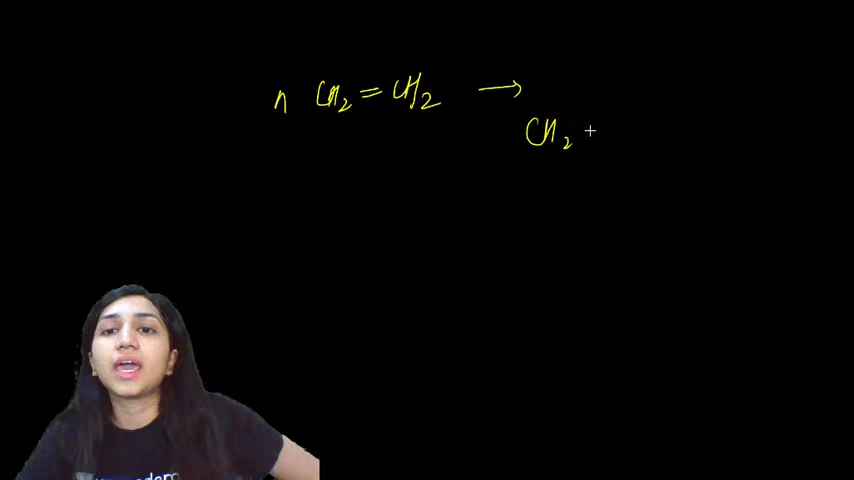 n CH₂ = CH₂ →
CH₂